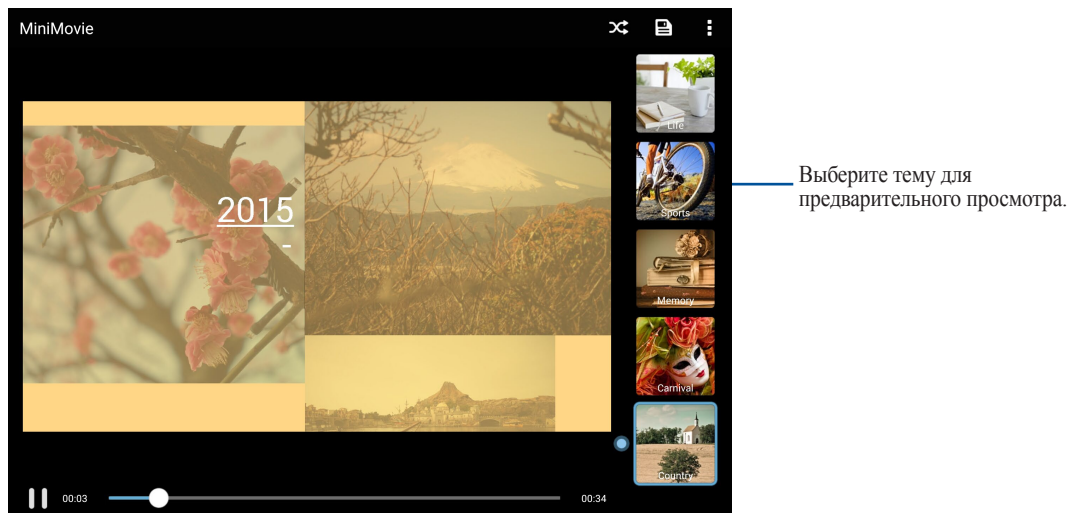 MiniMovie
Life
2015
-
Sports
Выберите тему для
предварительного просмотра.
Memory
Carnival
Country
00:03
00:34